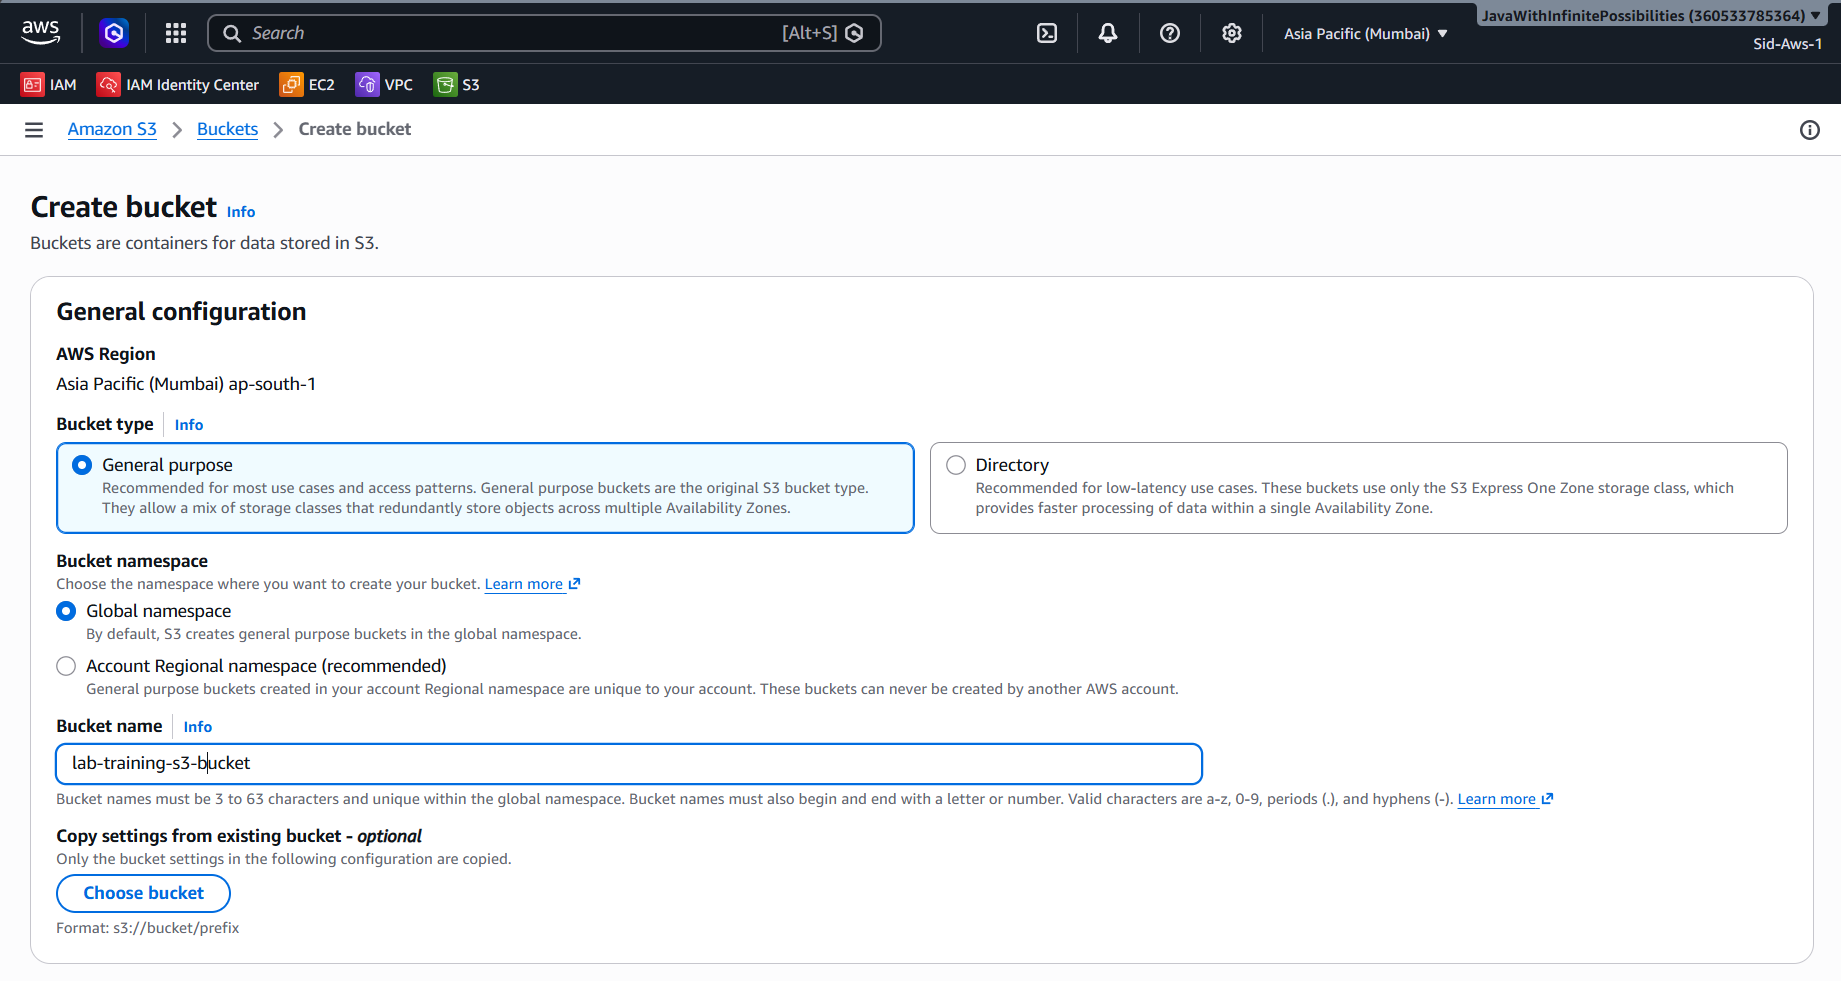 aws
Search [Alt+S]
Asia Pacific (Mumbai) ▼
JavaWithInfinitePossibilities (360533785364) ▼
Sid-Aws-1
IAM IAM Identity Center EC2 VPC S3
Amazon S3 > Buckets > Create bucket
Create bucket Info
Buckets are containers for data stored in S3.
General configuration
AWS Region
Asia Pacific (Mumbai) ap-south-1
Bucket type Info
General purpose
Recommended for most use cases and access patterns. General purpose buckets are the original S3 bucket type.
They allow a mix of storage classes that redundantly store objects across multiple Availability Zones.
Directory
Recommended for low-latency use cases. These buckets use only the S3 Express One Zone storage class, which
provides faster processing of data within a single Availability Zone.
Bucket namespace
Choose the namespace where you want to create your bucket. Learn more
Global namespace
By default, S3 creates general purpose buckets in the global namespace.
Account Regional namespace (recommended)
General purpose buckets created in your account Regional namespace are unique to your account. These buckets can never be created by another AWS account.
Bucket name Info
lab-training-s3-bucket
Bucket names must be 3 to 63 characters and unique within the global namespace. Bucket names must also begin and end with a letter or number. Valid characters are a-z, 0-9, periods (.), and hyphens (-). Learn more
Copy settings from existing bucket - optional
Only the bucket settings in the following configuration are copied.
Choose bucket
Format: s3://bucket/prefix